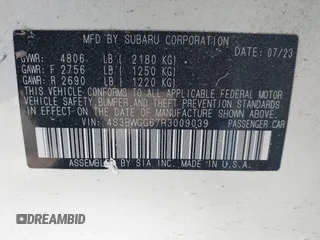 MFD BY SUBARU CORPORATION
DATE: 07/23
GVWR: 4806 LB ( 2180 KG)
GAWR: F 2756 LB ( 1250 KG)
GAWR: R 2690 LB ( 1220 KG)
THIS VEHICLE CONFORMS TO ALL APPLICABLE FEDERAL MOTOR
VEHICLE SAFETY, BUMPER, AND THEFT PREVENTION STANDARDS
IN EFFECT ON THE DATE OF MANUFACTURE SHOWN ABOVE.
VIN: 4S3BWGG67R3009039
PASSENGER CAR
ASSEMBLED BY SIA INC, MADE IN U.S.A.
IDRIVE.COM